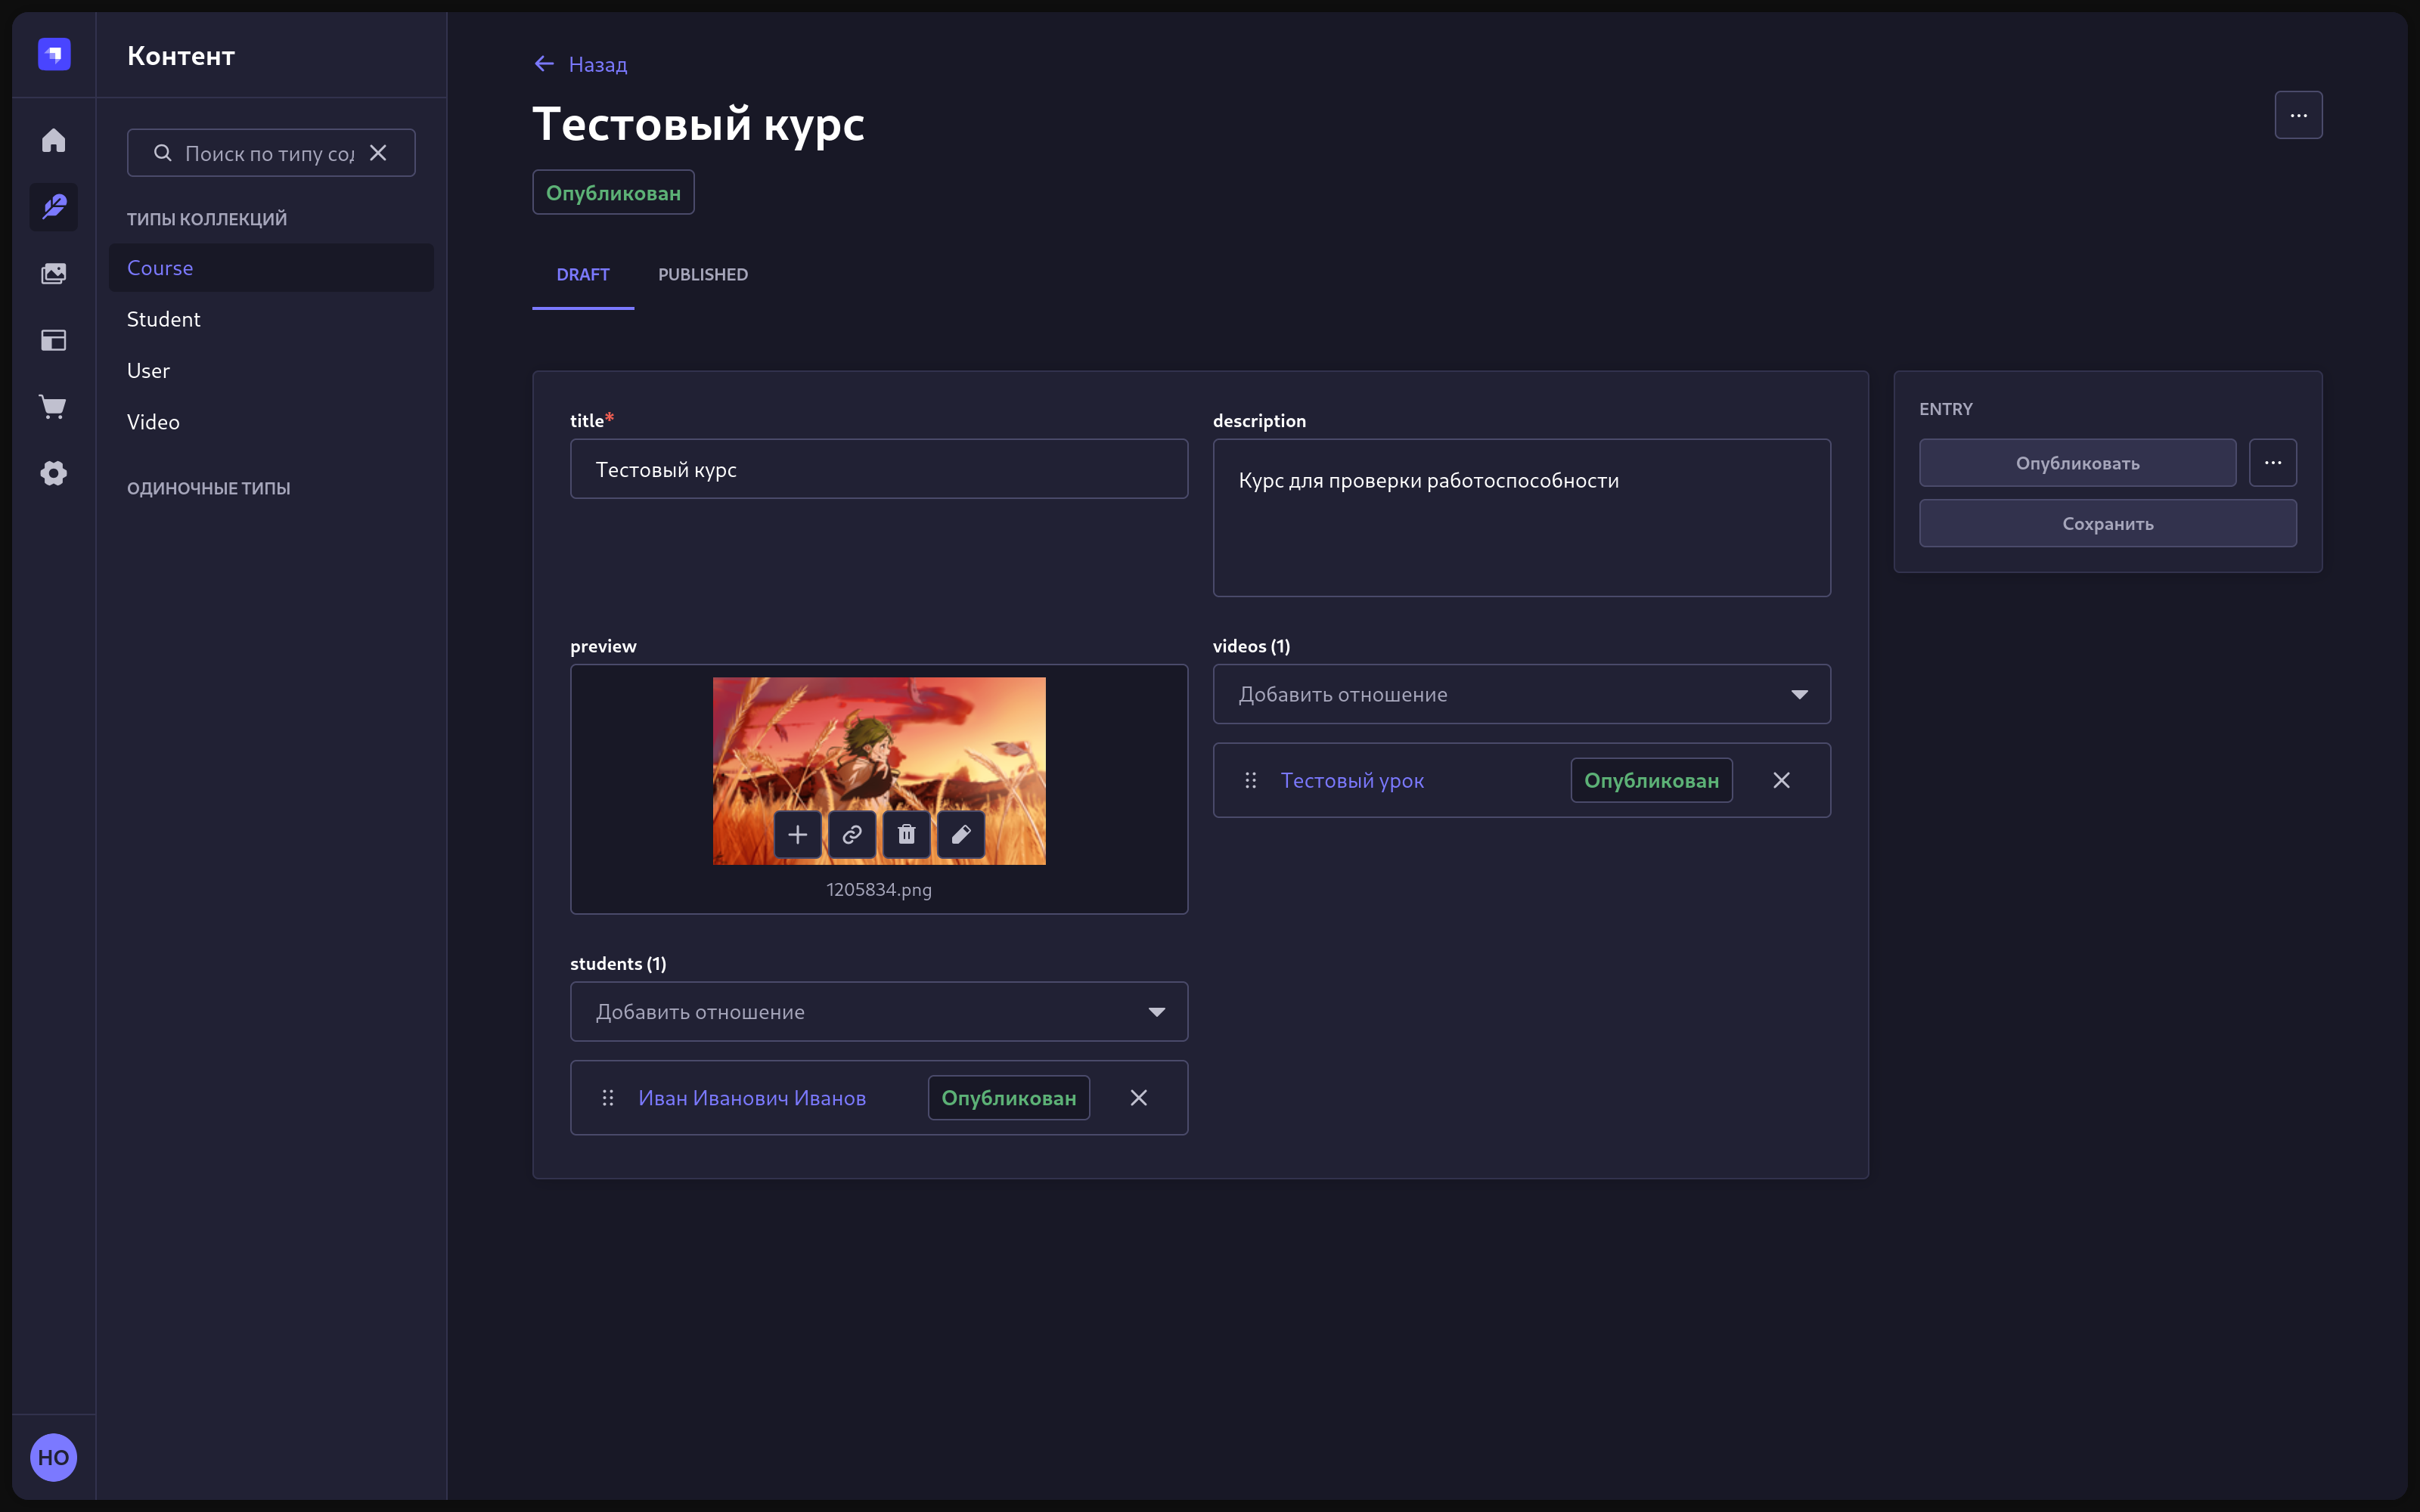 Контент
Поиск по типу сод
ТИПЫ КОЛЛЕКЦИЙ
Course
Student
User
Video
ОДИНОЧНЫЕ ТИПЫ
НО
Назад
Тестовый курс
Опубликован
DRAFT
PUBLISHED
title*
Тестовый курс
description
Курс для проверки работоспособности
preview
1205834.png
videos (1)
Добавить отношение
Тестовый урок
Опубликован
students (1)
Добавить отношение
Иван Иванович Иванов
Опубликован
ENTRY
Опубликовать
Сохранить